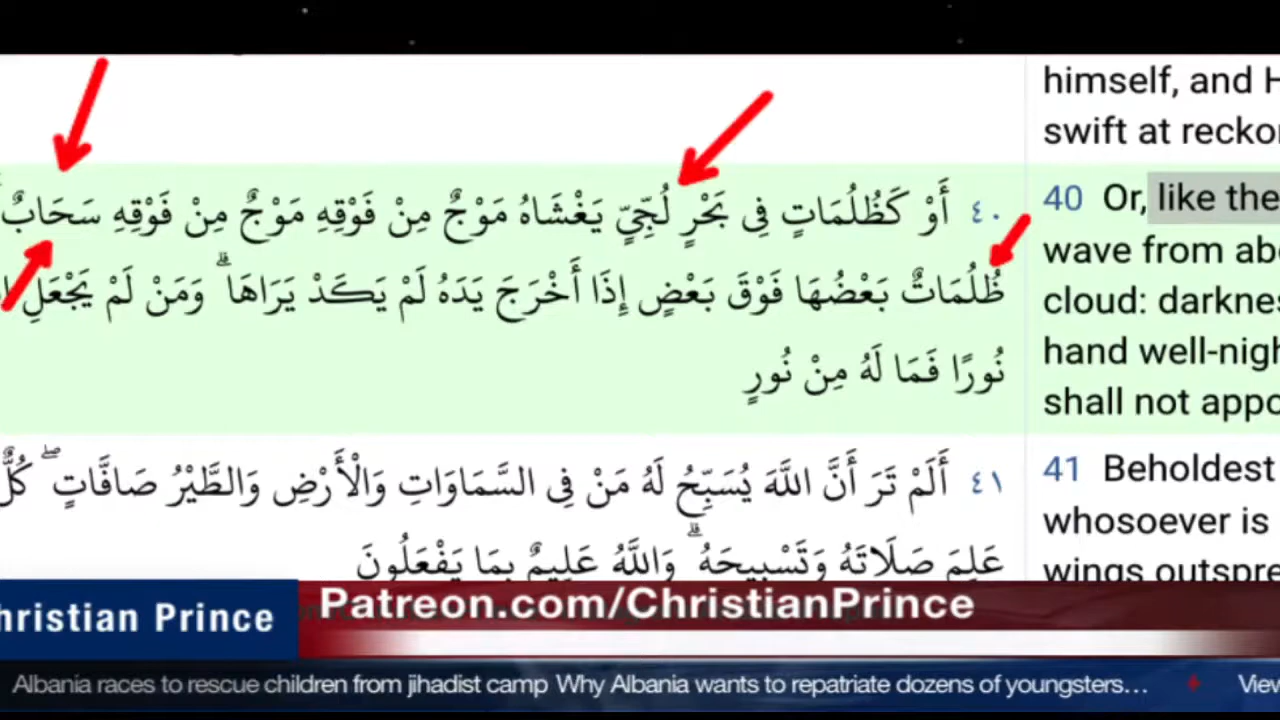 himself, and H
swift at reckor
٤٠ أَوْ كَظُلُمَاتٍ فِى بَحْرٍ لُجِّيٍّ يَغْشَاهُ مَوْجٌ مِنْ فَوْقِهِ مَوْجٌ مِنْ فَوْقِهِ سَحَابٌ
ظُلُمَاتٌ بَعْضُهَا فَوْقَ بَعْضٍ إِذَا أَخْرَجَ يَدَهُ لَمْ يَكَدْ يَرَاهَا ۗ وَمَنْ لَمْ يَجْعَلِ
نُورًا فَمَا لَهُ مِنْ نُورٍ
40 Or, like the
wave from abo
cloud: darknes
hand well-nigh
shall not appo
٤١ أَلَمْ تَرَ أَنَّ اللَّهَ يُسَبِّحُ لَهُ مَنْ فِى السَّمَاوَاتِ وَالْأَرْضِ وَالطَّيْرُ صَافَّاتٍ ۖ كُلٌّ
عَلِمَ صَلَاتَهُ وَتَسْبِيحَهُ ۗ وَاللَّهُ عَلِيمٌ بِمَا يَفْعَلُونَ
41 Beholdest
whosoever is
wings outspre
hristian Prince
Patreon.com/ChristianPrince
Albania races to rescue children from jihadist camp Why Albania wants to repatriate dozens of youngsters… View